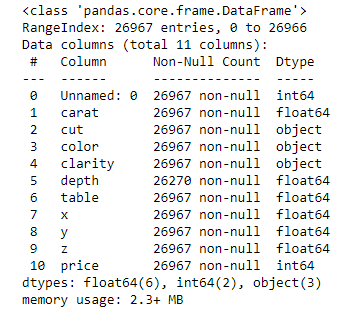 <class 'pandas.core.frame.DataFrame'>
RangeIndex: 26967 entries, 0 to 26966
Data columns (total 11 columns):
 #   Column      Non-Null Count  Dtype
---  ------      --------------  -----
 0   Unnamed: 0  26967 non-null  int64
 1   carat       26967 non-null  float64
 2   cut         26967 non-null  object
 3   color       26967 non-null  object
 4   clarity     26967 non-null  object
 5   depth       26270 non-null  float64
 6   table       26967 non-null  float64
 7   x           26967 non-null  float64
 8   y           26967 non-null  float64
 9   z           26967 non-null  float64
 10  price       26967 non-null  int64
dtypes: float64(6), int64(2), object(3)
memory usage: 2.3+ MB